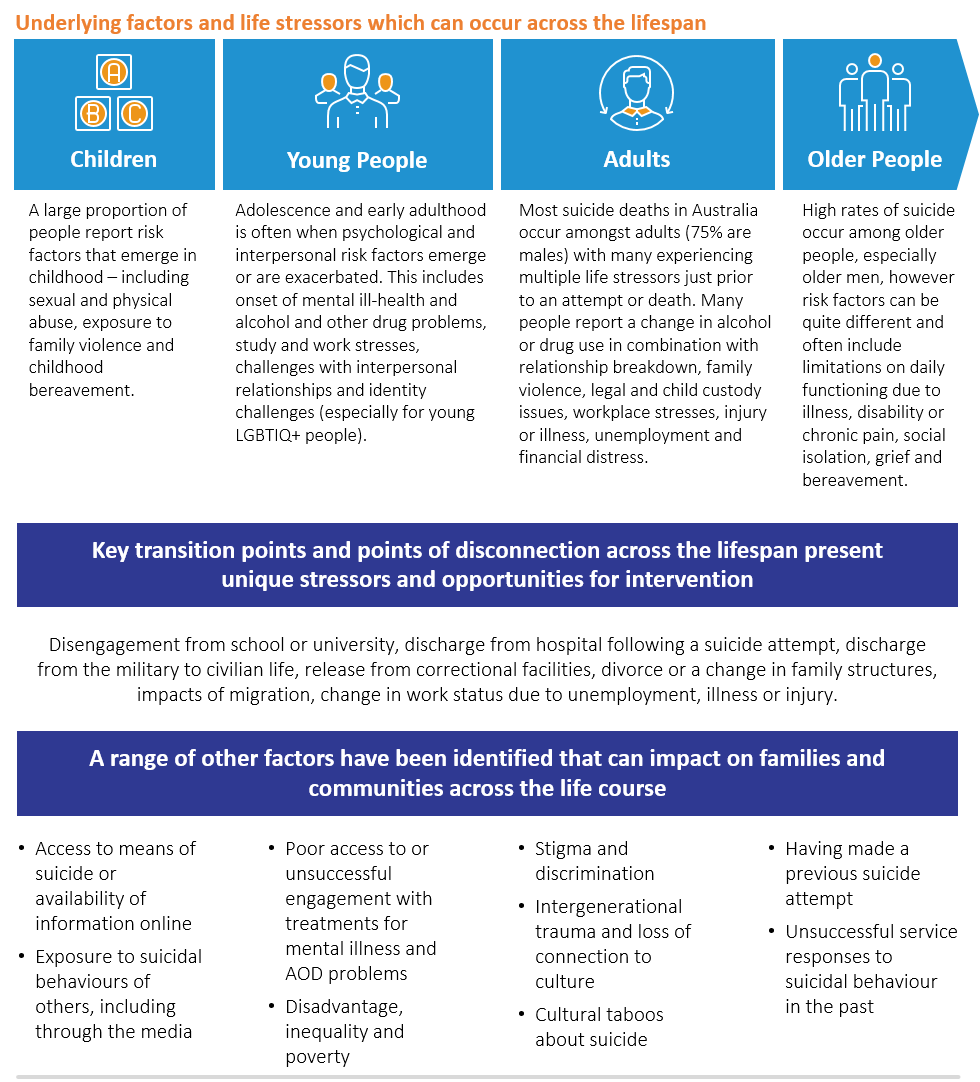 Underlying factors and life stressors which can occur across the lifespan
A
B
C
Children
Young People
Adults
Older People
A large proportion of
people report risk
factors that emerge in
childhood – including
sexual and physical
abuse, exposure to
family violence and
childhood
bereavement.
Adolescence and early adulthood
is often when psychological and
interpersonal risk factors emerge
or are exacerbated. This includes
onset of mental ill-health and
alcohol and other drug problems,
study and work stresses,
challenges with interpersonal
relationships and identity
challenges (especially for young
LGBTIQ+ people).
Most suicide deaths in Australia
occur amongst adults (75% are
males) with many experiencing
multiple life stressors just prior
to an attempt or death. Many
people report a change in alcohol
or drug use in combination with
relationship breakdown, family
violence, legal and child custody
issues, workplace stresses, injury
or illness, unemployment and
financial distress.
High rates of suicide
occur among older
people, especially
older men, however
risk factors can be
quite different and
often include
limitations on daily
functioning due to
illness, disability or
chronic pain, social
isolation, grief and
bereavement.
Key transition points and points of disconnection across the lifespan present
unique stressors and opportunities for intervention
Disengagement from school or university, discharge from hospital following a suicide attempt, discharge
from the military to civilian life, release from correctional facilities, divorce or a change in family structures,
impacts of migration, change in work status due to unemployment, illness or injury.
A range of other factors have been identified that can impact on families and
communities across the life course
• Access to means of
suicide or
availability of
information online
• Exposure to suicidal
behaviours of
others, including
through the media
• Poor access to or
unsuccessful
engagement with
treatments for
mental illness and
AOD problems
• Disadvantage,
inequality and
poverty
• Stigma and
discrimination
• Intergenerational
trauma and loss of
connection to
culture
• Cultural taboos
about suicide
• Having made a
previous suicide
attempt
• Unsuccessful service
responses to
suicidal behaviour
in the past